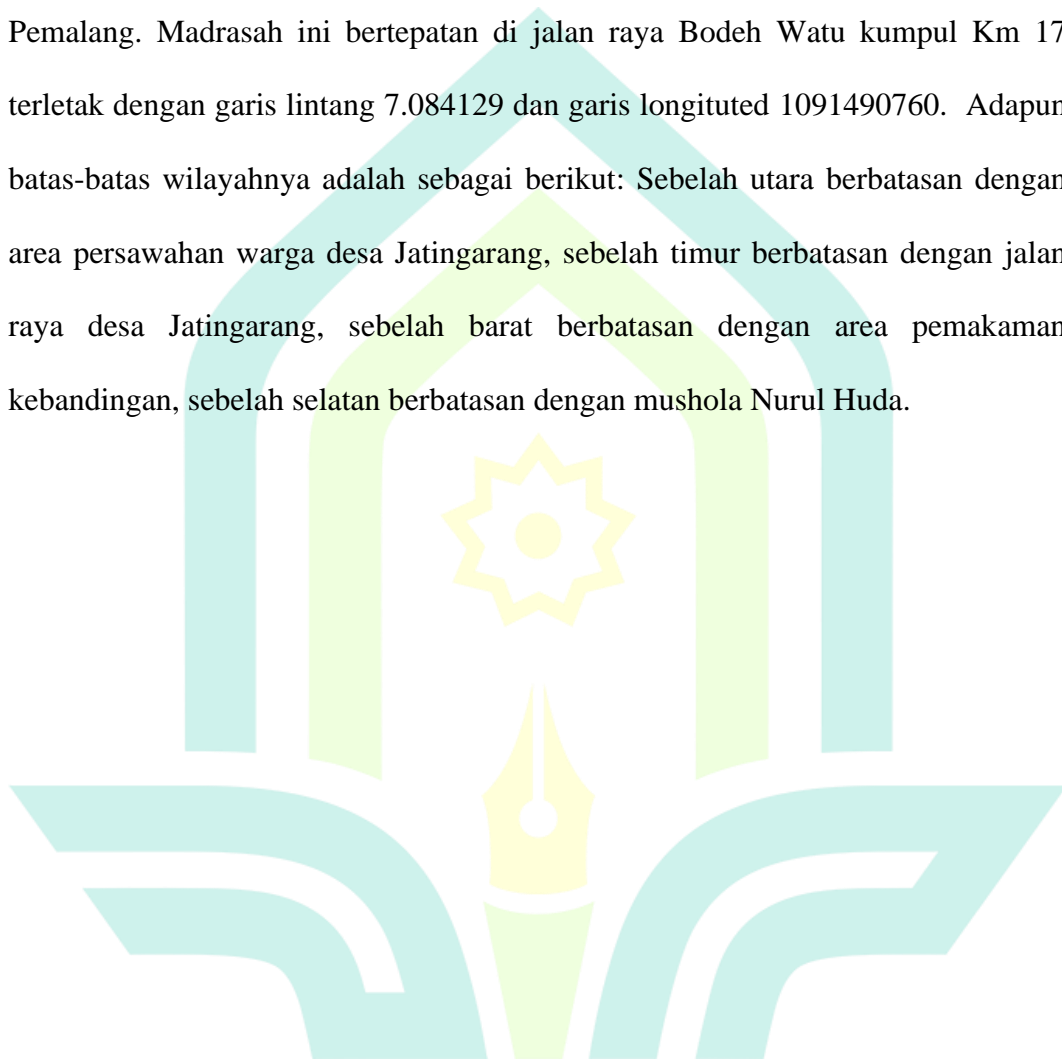 Pemalang. Madrasah ini bertepatan di jalan raya Bodeh Watu kumpul Km 17
terletak dengan garis lintang 7.084129 dan garis longituted 1091490760. Adapun
batas-batas wilayahnya adalah sebagai berikut: Sebelah utara berbatasan dengan
area persawahan warga desa Jatingarang, sebelah timur berbatasan dengan jalan
raya desa Jatingarang, sebelah barat berbatasan dengan area pemakaman
kebandingan, sebelah selatan berbatasan dengan mushola Nurul Huda.